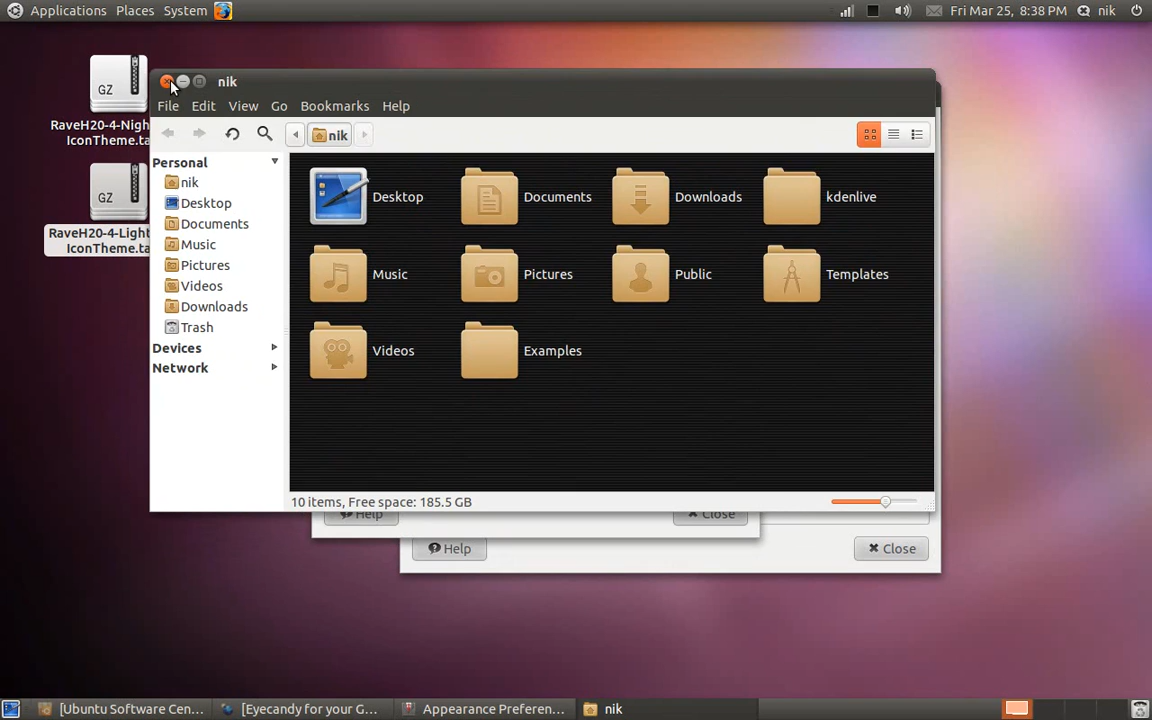 Applications Places System
Fri Mar 25, 8:38 PM nik
GZ
RaveH20-4-Nigh
IconTheme.ta
GZ
RaveH20-4-Light
IconTheme.ta
nik
File Edit View Go Bookmarks Help
nik
Personal
nik
Desktop
Documents
Music
Pictures
Videos
Downloads
Trash
Devices
Network
Desktop Documents Downloads kdenlive
Music Pictures Public Templates
Videos Examples
10 items, Free space: 185.5 GB
Help Close
Help Close
[Ubuntu Software Cen... [Eyecandy for your G... Appearance Preferen... nik